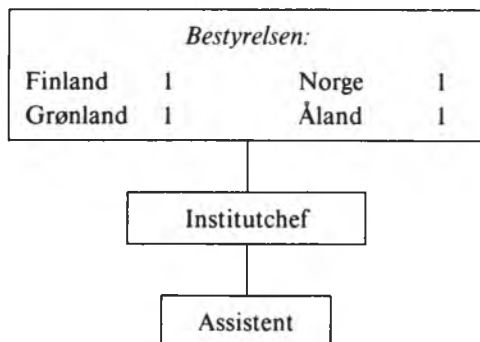 Bestyrelsen:
Finland 1 Norge 1
Grønland 1 Åland 1
Institutchef
Assistent